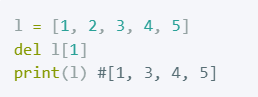 l = [1, 2, 3, 4, 5]
del l[1]
print(l) #[1, 3, 4, 5]